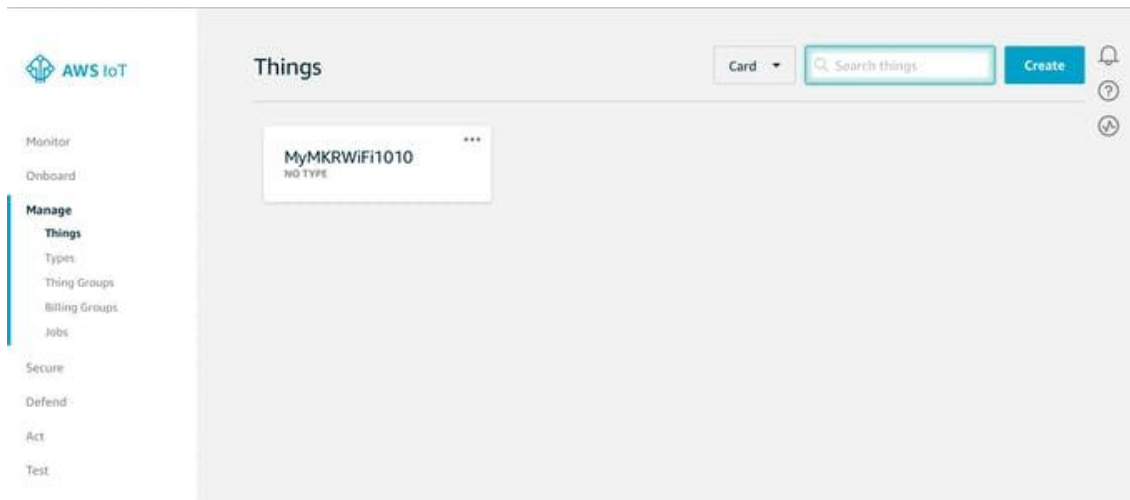 AWS IoT
Monitor
Onboard
Manage
Things
Types
Thing Groups
Billing Groups
Jobs
Secure
Defend
Act
Test
Things
Card
Search things
Create
MyMKRWiFi1010
NO TYPE